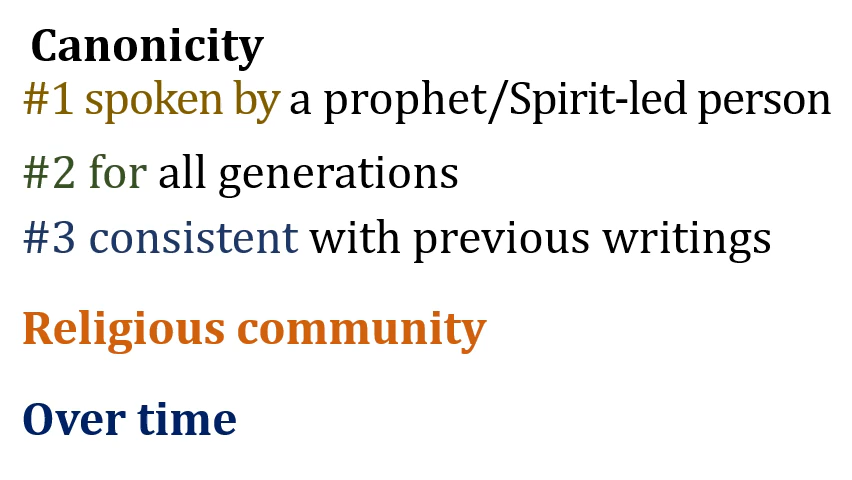 Canonicity
#1 spoken by a prophet/Spirit-led person
#2 for all generations
#3 consistent with previous writings
Religious community
Over time